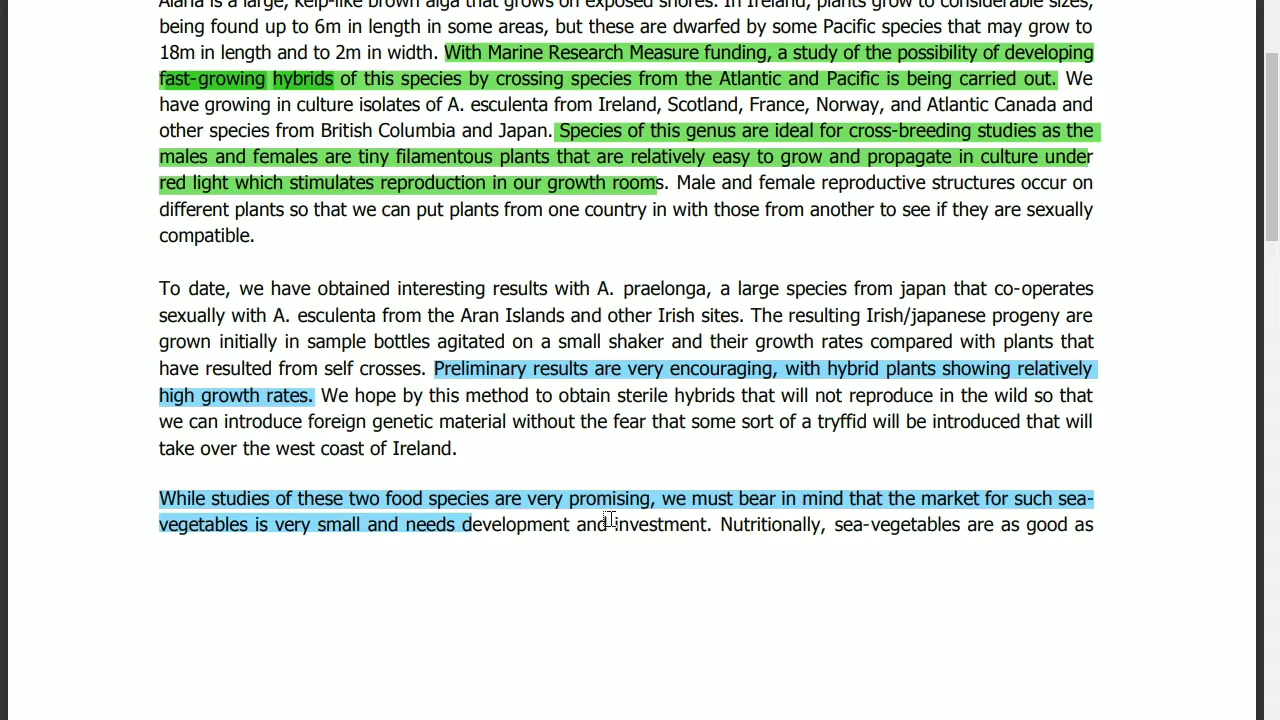 Alaria is a large, kelp-like brown alga that grows on exposed shores. In Ireland, plants grow to considerable sizes,
being found up to 6m in length in some areas, but these are dwarfed by some Pacific species that may grow to
18m in length and to 2m in width. With Marine Research Measure funding, a study of the possibility of developing
fast-growing hybrids of this species by crossing species from the Atlantic and Pacific is being carried out. We
have growing in culture isolates of A. esculenta from Ireland, Scotland, France, Norway, and Atlantic Canada and
other species from British Columbia and Japan. Species of this genus are ideal for cross-breeding studies as the
males and females are tiny filamentous plants that are relatively easy to grow and propagate in culture under
red light which stimulates reproduction in our growth rooms. Male and female reproductive structures occur on
different plants so that we can put plants from one country in with those from another to see if they are sexually
compatible.
To date, we have obtained interesting results with A. praelonga, a large species from japan that co-operates
sexually with A. esculenta from the Aran Islands and other Irish sites. The resulting Irish/japanese progeny are
grown initially in sample bottles agitated on a small shaker and their growth rates compared with plants that
have resulted from self crosses. Preliminary results are very encouraging, with hybrid plants showing relatively
high growth rates. We hope by this method to obtain sterile hybrids that will not reproduce in the wild so that
we can introduce foreign genetic material without the fear that some sort of a tryffid will be introduced that will
take over the west coast of Ireland.
While studies of these two food species are very promising, we must bear in mind that the market for such sea-
vegetables is very small and needs development and investment. Nutritionally, sea-vegetables are as good as